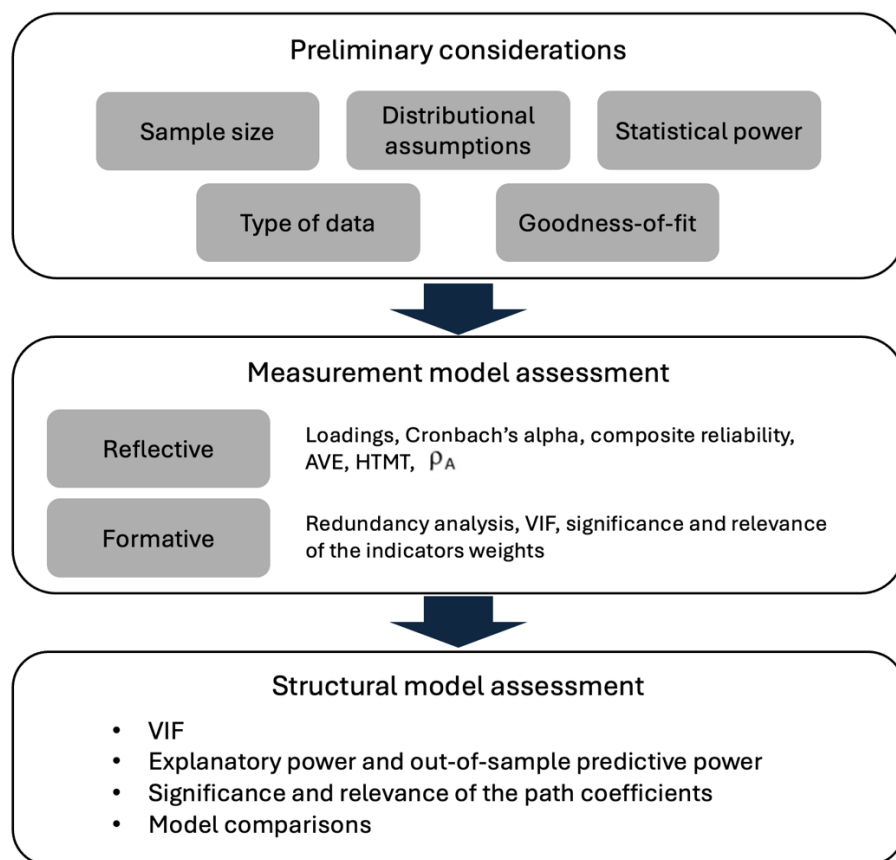 Preliminary considerations
Sample size
Distributional
assumptions
Statistical power
Type of data
Goodness-of-fit
Measurement model assessment
Reflective
Loadings, Cronbach’s alpha, composite reliability,
AVE, HTMT, ρA
Formative
Redundancy analysis, VIF, significance and relevance
of the indicators weights
Structural model assessment
• VIF
• Explanatory power and out-of-sample predictive power
• Significance and relevance of the path coefficients
• Model comparisons